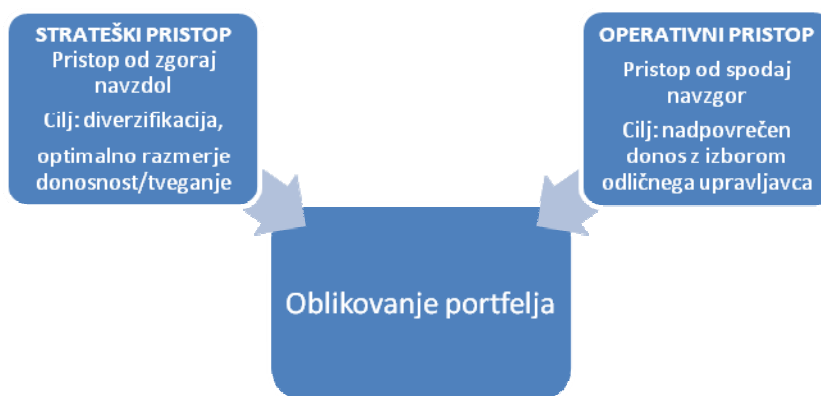 STRATEŠKI PRISTOP
Pristop od zgoraj
navzdol
Cilj: diverzifikacija,
optimalno razmerje
donosnost/tveganje
OPERATIVNI PRISTOP
Pristop od spodaj
navzgor
Cilj: nadpovrečen
donos z izborom
odličnega upravljavca
Oblikovanje portfelja